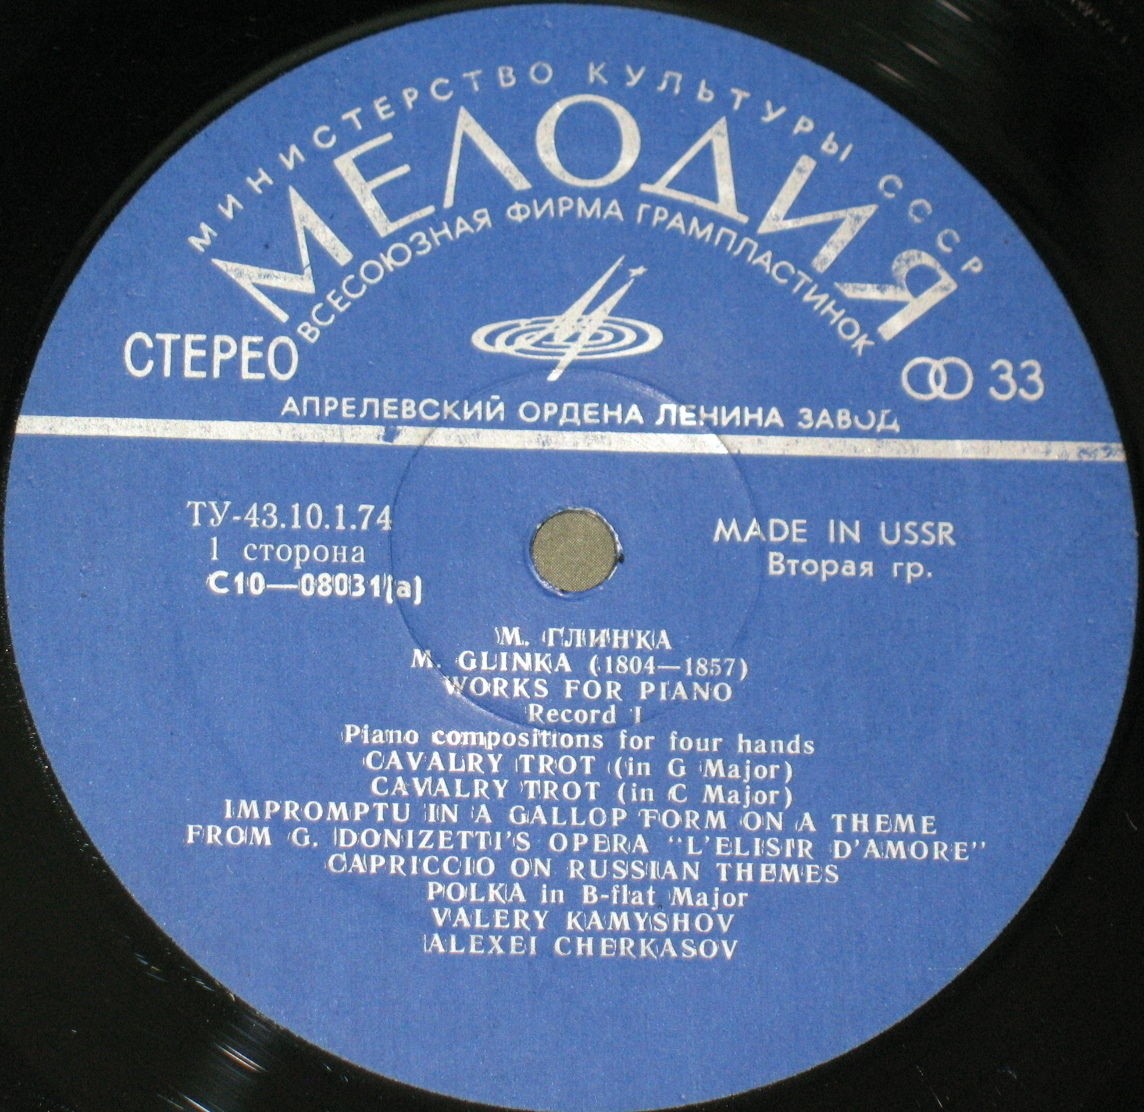 МИНИСТЕРСТВО КУЛЬТУРЫ СССР
МЕЛОДИЯ
ВСЕСОЮЗНАЯ ФИРМА ГРАМПЛАСТИНОК
СТЕРЕО
33
АПРЕЛЕВСКИЙ ОРДЕНА ЛЕНИНА ЗАВОД
ТУ-43.10.1.74
1 сторона
С10—08031(a)
MADE IN USSR
Вторая гр.
М. ГЛИНКА
M. GLINKA (1804—1857)
WORKS FOR PIANO
Record I
Piano compositions for four hands
CAVALRY TROT (in G Major)
CAVALRY TROT (in C Major)
IMPROMPTU IN A GALLOP FORM ON A THEME
FROM G. DONIZETTI'S OPERA "L'ELISIR D'AMORE"
CAPRICCIO ON RUSSIAN THEMES
POLKA in B-flat Major
VALERY KAMYSHOV
ALEXEI CHERKASOV